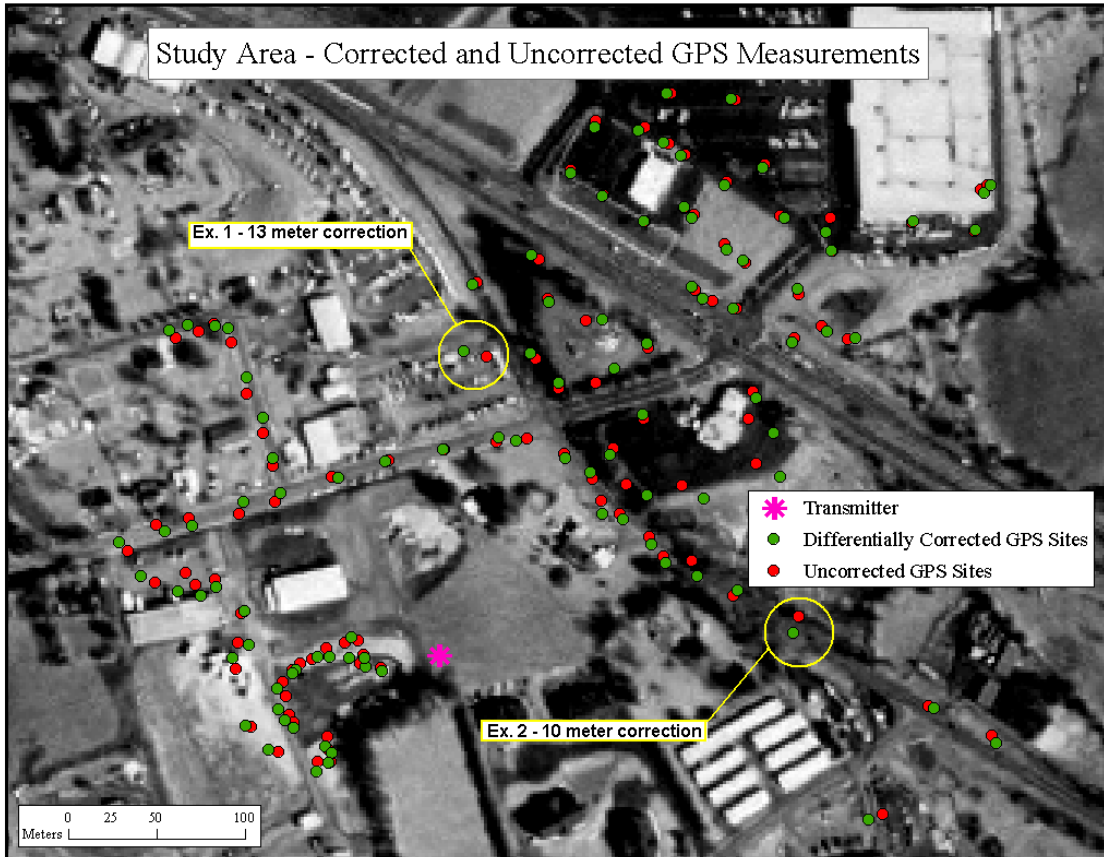 Study Area - Corrected and Uncorrected GPS Measurements
Ex. 1 - 13 meter correction
Transmitter
Differentially Corrected GPS Sites
Uncorrected GPS Sites
Ex. 2 - 10 meter correction
0 25 50 100
Meters